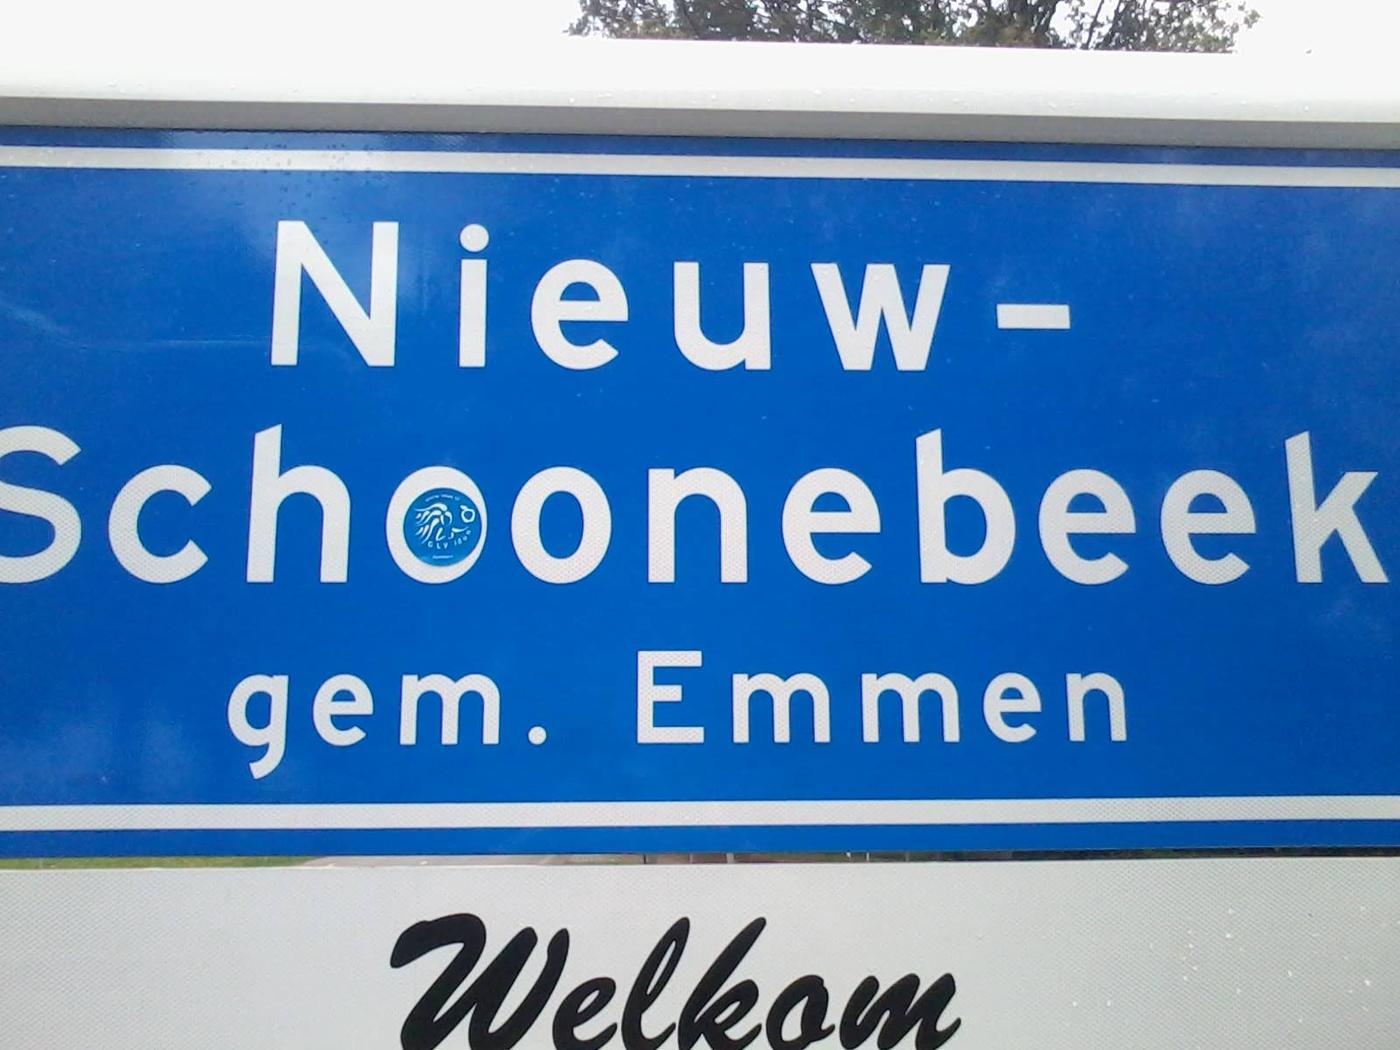 Nieuw-
Schoonebeek
gem. Emmen
Welkom